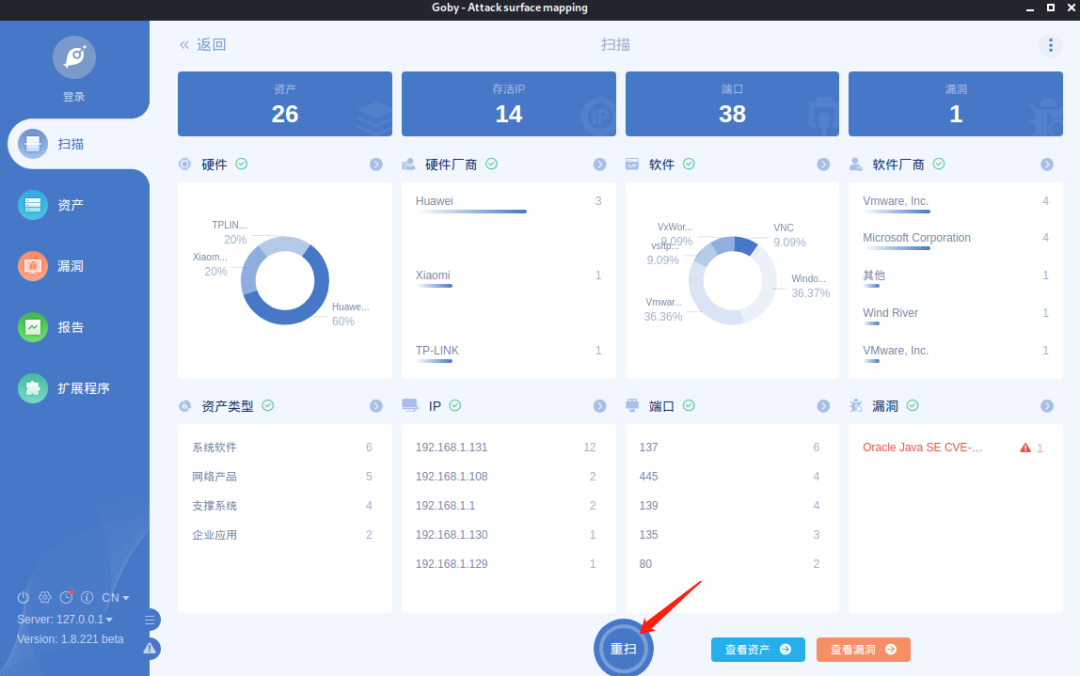 Goby - Attack surface mapping
登录
扫描
资产
漏洞
报告
扩展程序
CN
Server: 127.0.0.1
Version: 1.8.221 beta
返回
扫描
资产
26
存活IP
14
端口
38
漏洞
1
硬件
TPLIN...
20%
Xiaom...
20%
Huawe...
60%
硬件厂商
Huawei 3
Xiaomi 1
TP-LINK 1
软件
VxWor...
9.09%
vsftp...
9.09%
Vmwar...
36.36%
VNC
9.09%
Windo...
36.37%
软件厂商
Vmware, Inc. 4
Microsoft Corporation 4
其他 1
Wind River 1
VMware, Inc. 1
资产类型
系统软件 6
网络产品 5
支撑系统 4
企业应用 2
IP
192.168.1.131 12
192.168.1.108 2
192.168.1.1 2
192.168.1.130 1
192.168.1.129 1
端口
137 6
445 4
139 4
135 3
80 2
漏洞
Oracle Java SE CVE-... 1
重扫
查看资产
查看漏洞